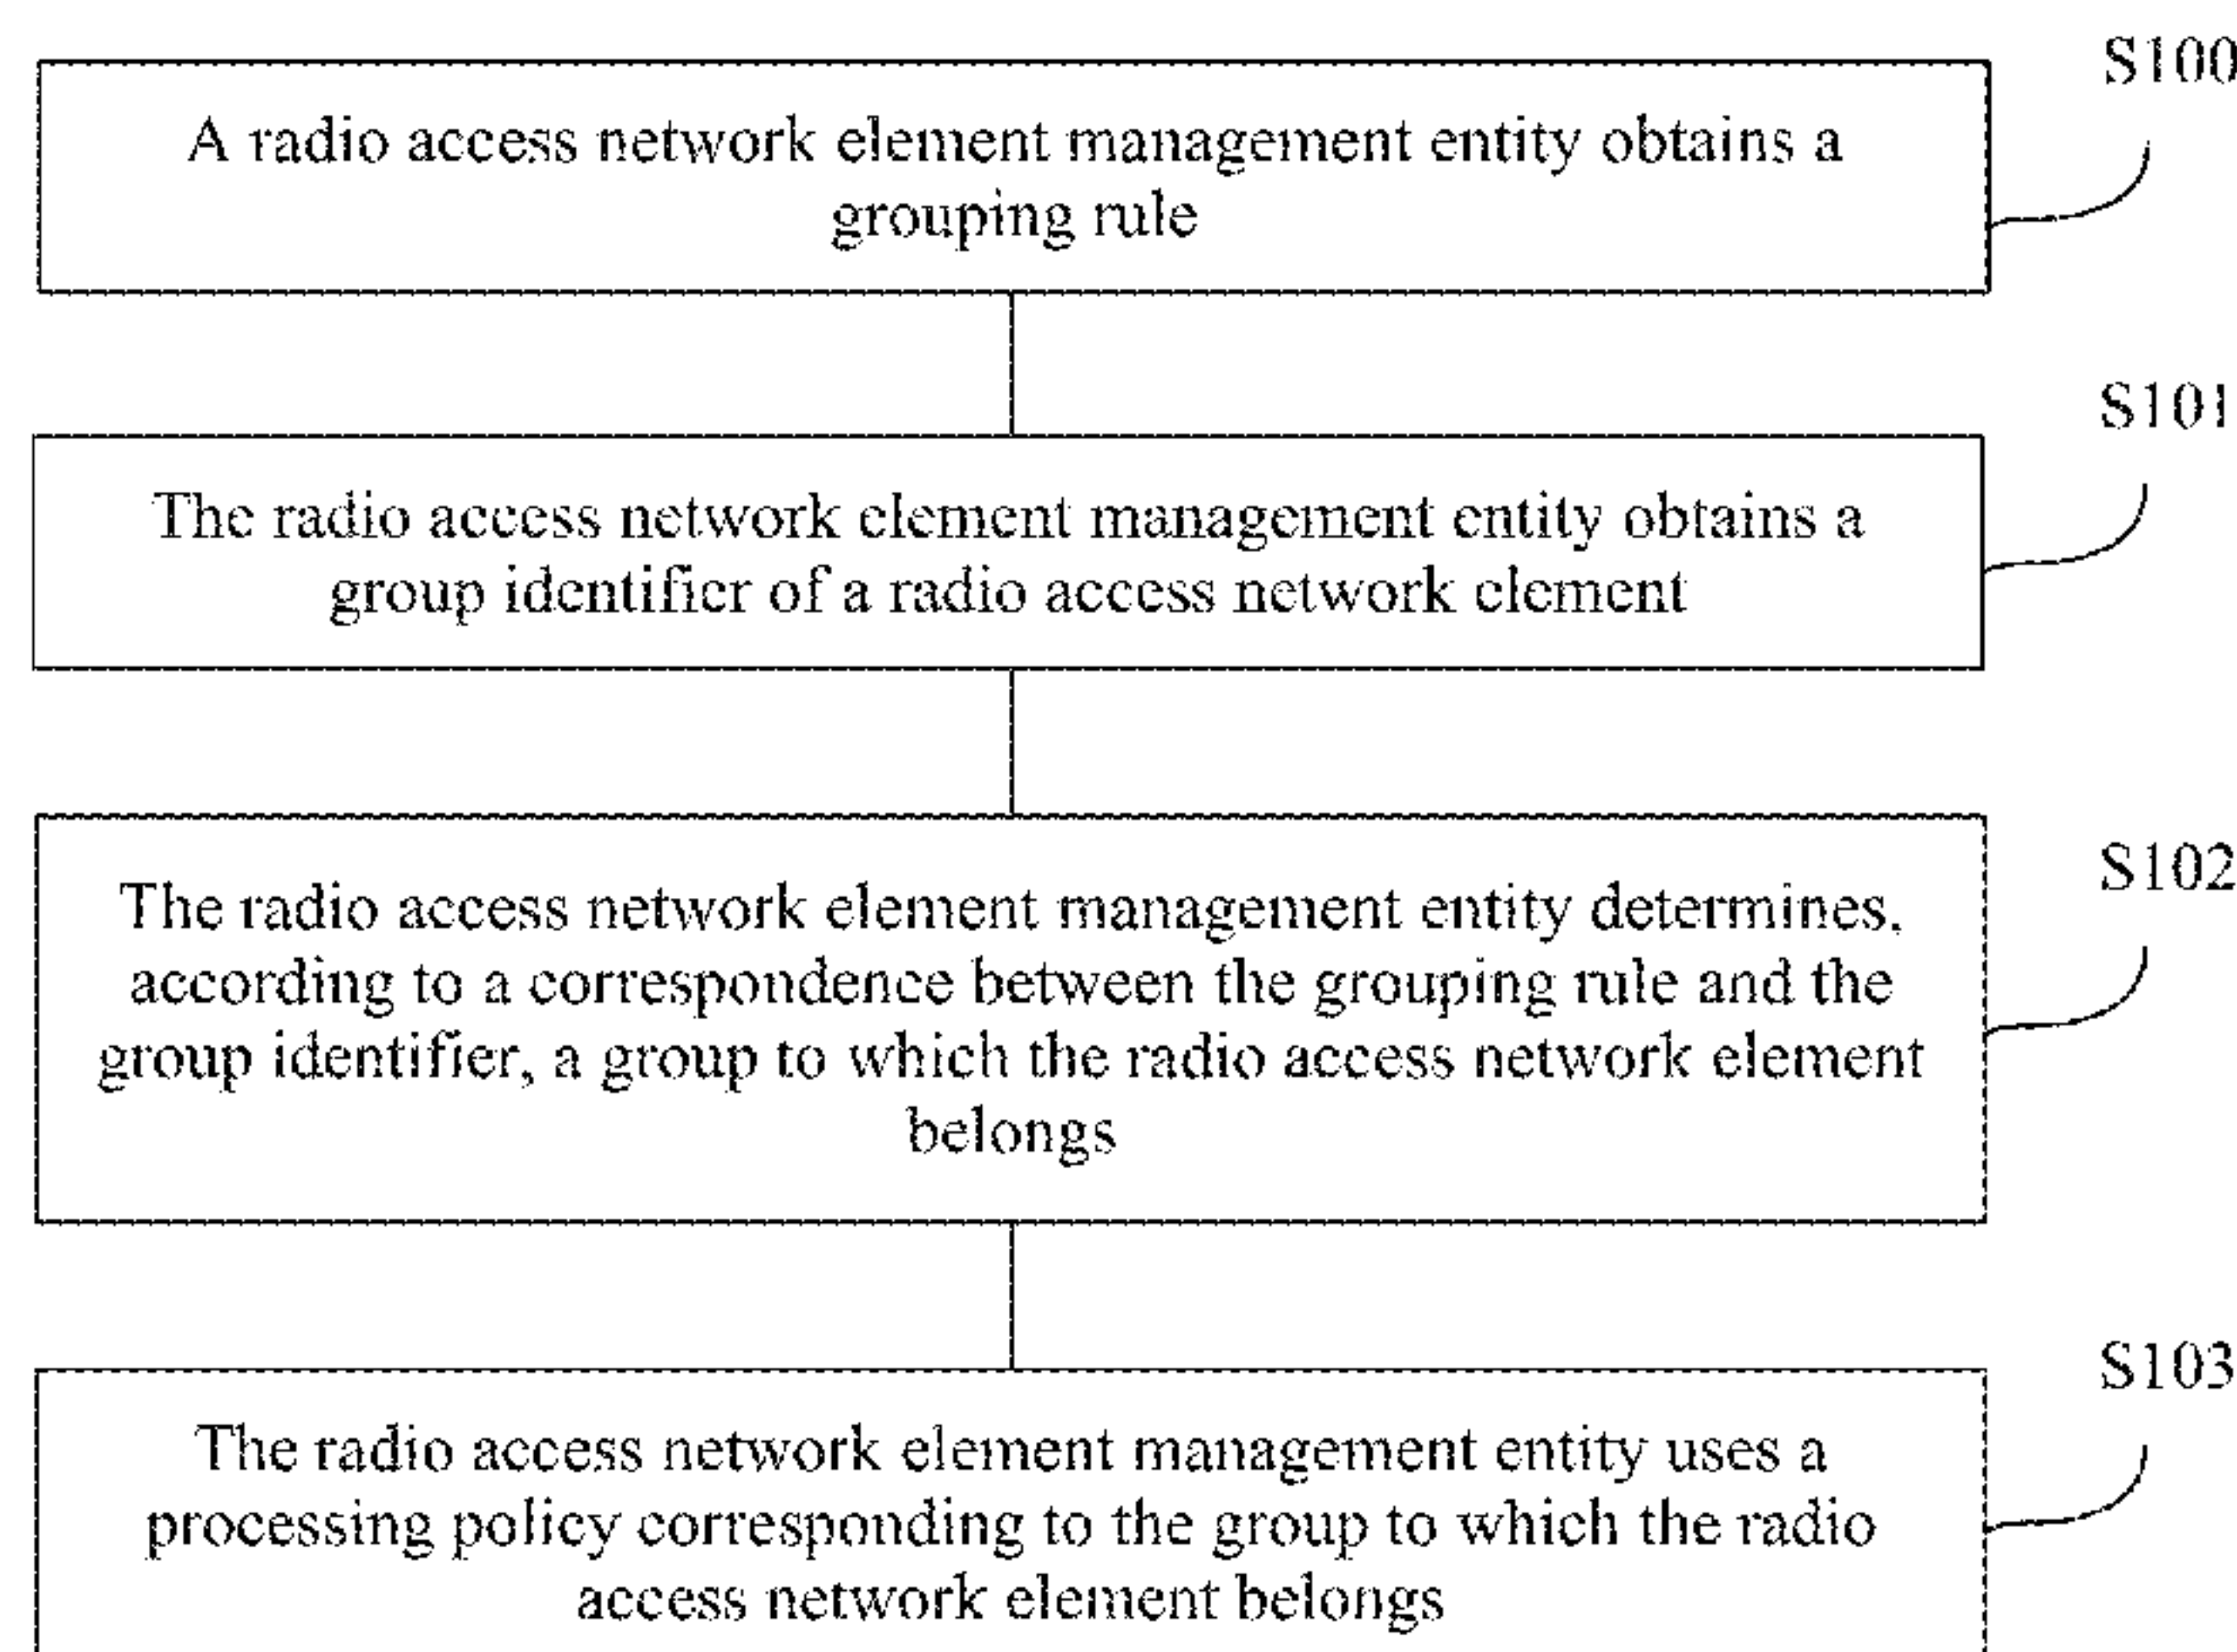 S100
A radio access network element management entity obtains a
grouping rule
S101
The radio access network element management entity obtains a
group identifier of a radio access network element
S102
The radio access network element management entity determines,
according to a correspondence between the grouping rule and the
group identifier, a group to which the radio access network element
belongs
S103
The radio access network element management entity uses a
processing policy corresponding to the group to which the radio
access network element belongs